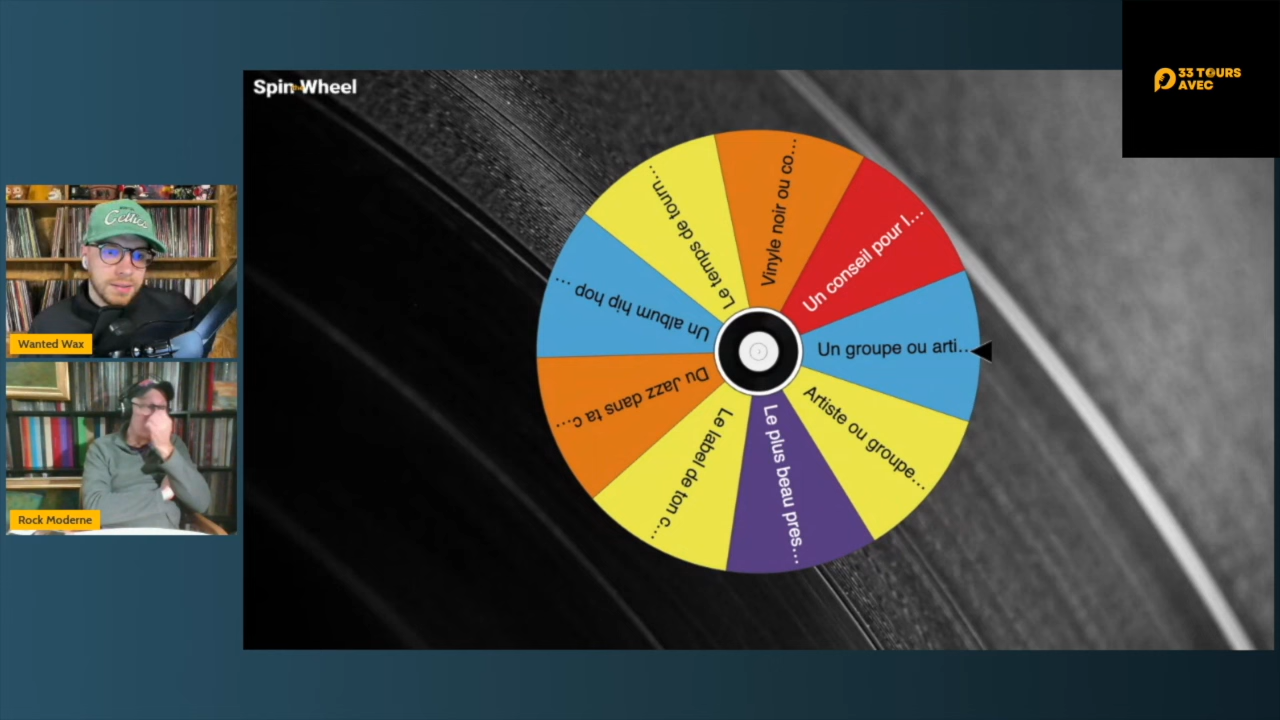 Spin the Wheel
33 TOURS
AVEC
Vinyle noir ou co...
Un conseil pour l...
Un groupe ou arti...
Artiste ou groupe...
Le plus beau pres...
Le label de ton c...
Du Jazz dans ta c...
Un album hip hop ...
Le temps de tourn...
Wanted Wax
Rock Moderne